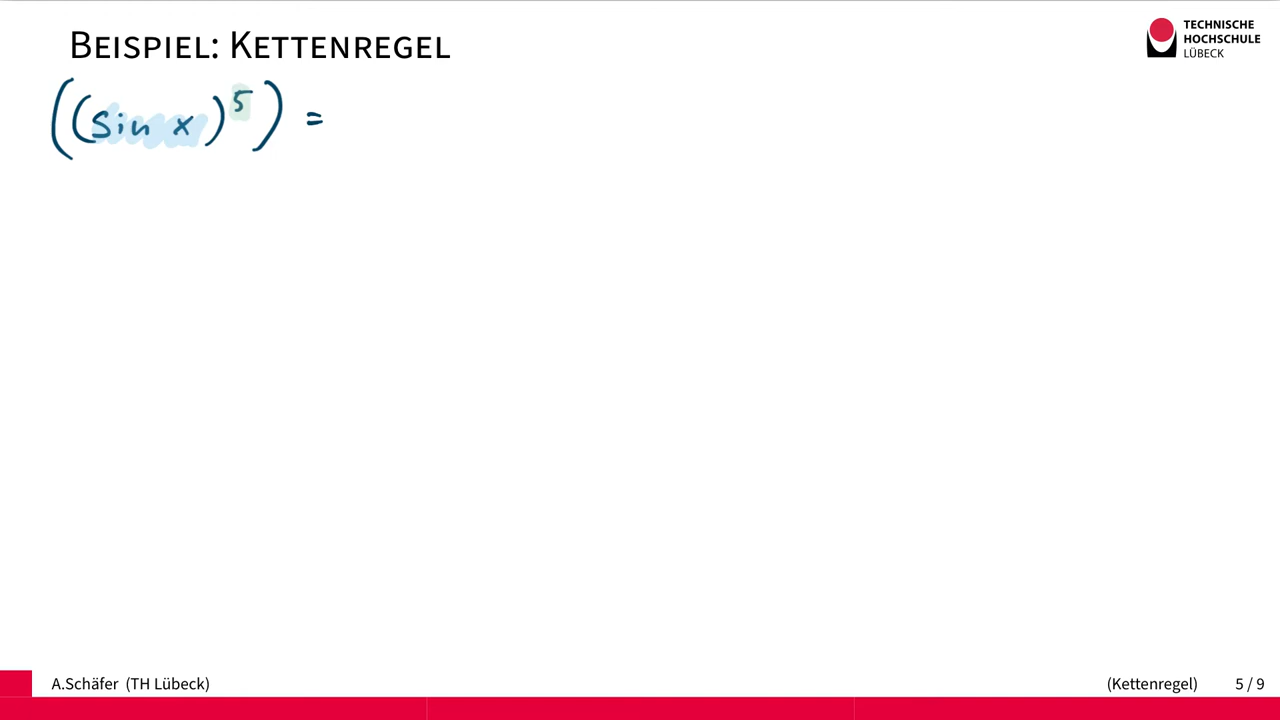 BEISPIEL: KETTENREGEL
TECHNISCHE
HOCHSCHULE
LÜBECK
((sin x)^5) =
A.Schäfer (TH Lübeck) (Kettenregel) 5 / 9